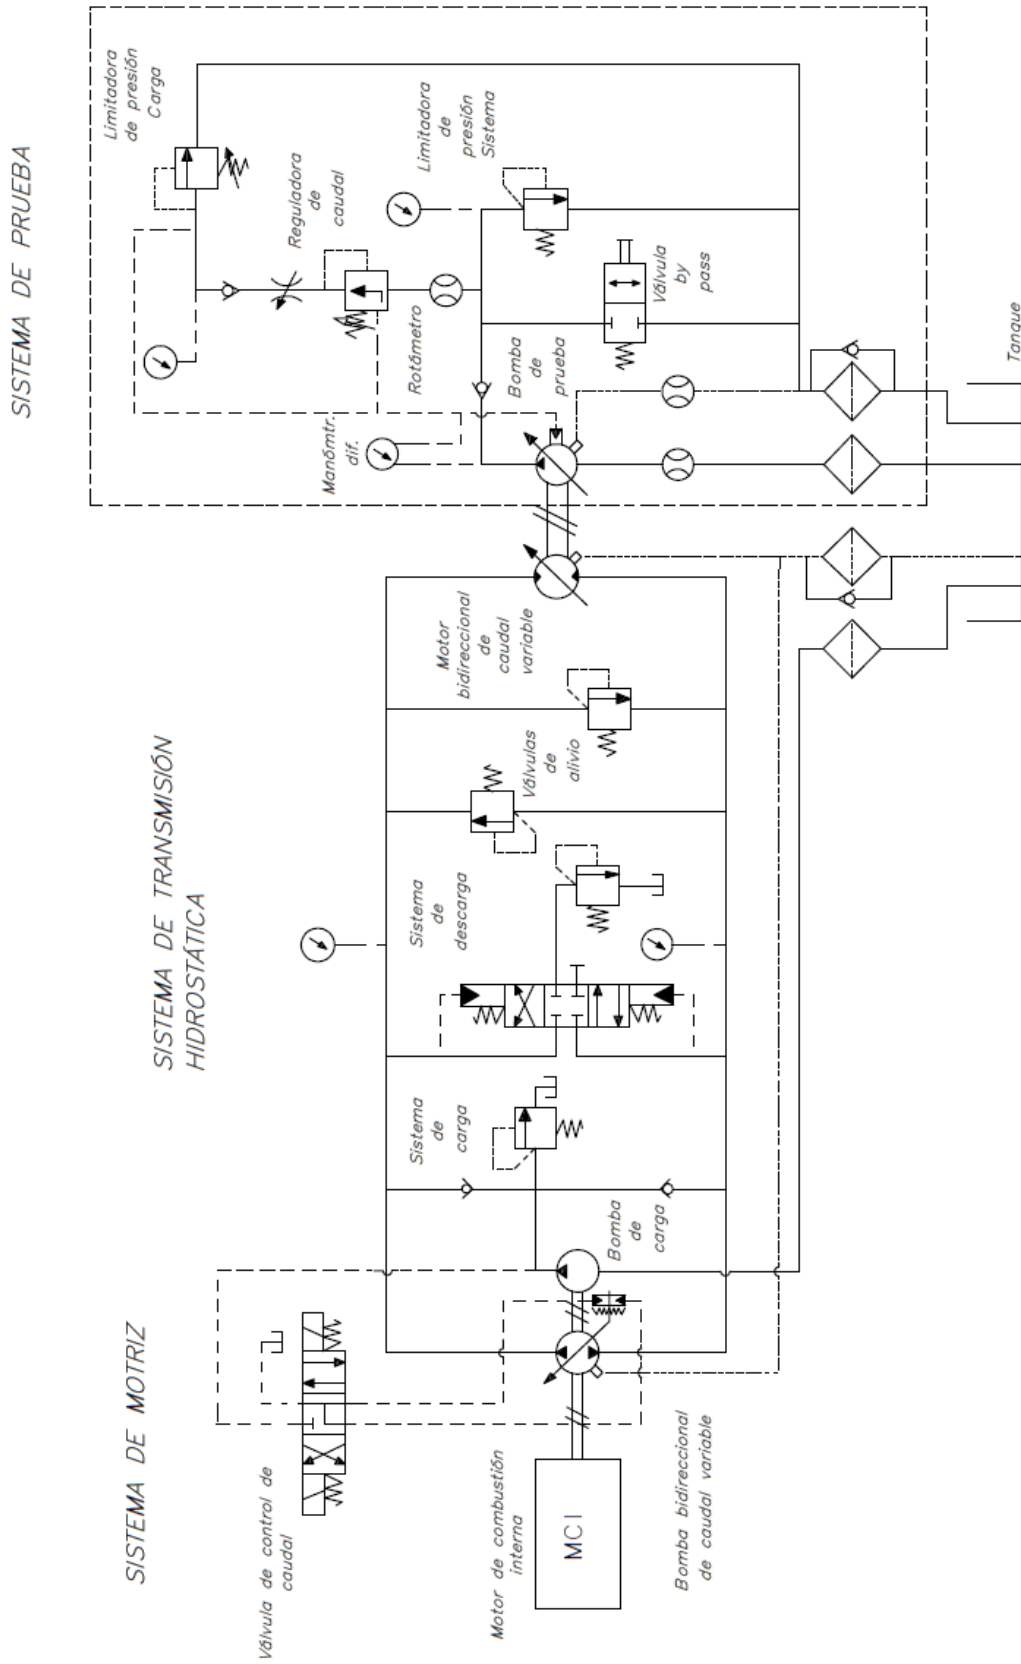 SISTEMA DE MOTRIZ
SISTEMA DE TRANSMISIÓN
HIDROSTÁTICA
SISTEMA DE PRUEBA
Válvula de control de
caudal
Motor de combustión
interna
MCI
Bomba bidireccional
de caudal variable
Bomba
de
carga
Sistema
de
carga
Sistema
de
descarga
Válvulas
de
alivio
Motor
bidireccional
de
caudal
variable
Manómtr.
dif.
Rotámetro
Bomba
de
prueba
Reguladora
de
caudal
Limitadora
de presión
Carga
Limitadora
de
presión
Sistema
Válvula
by
pass
Tanque